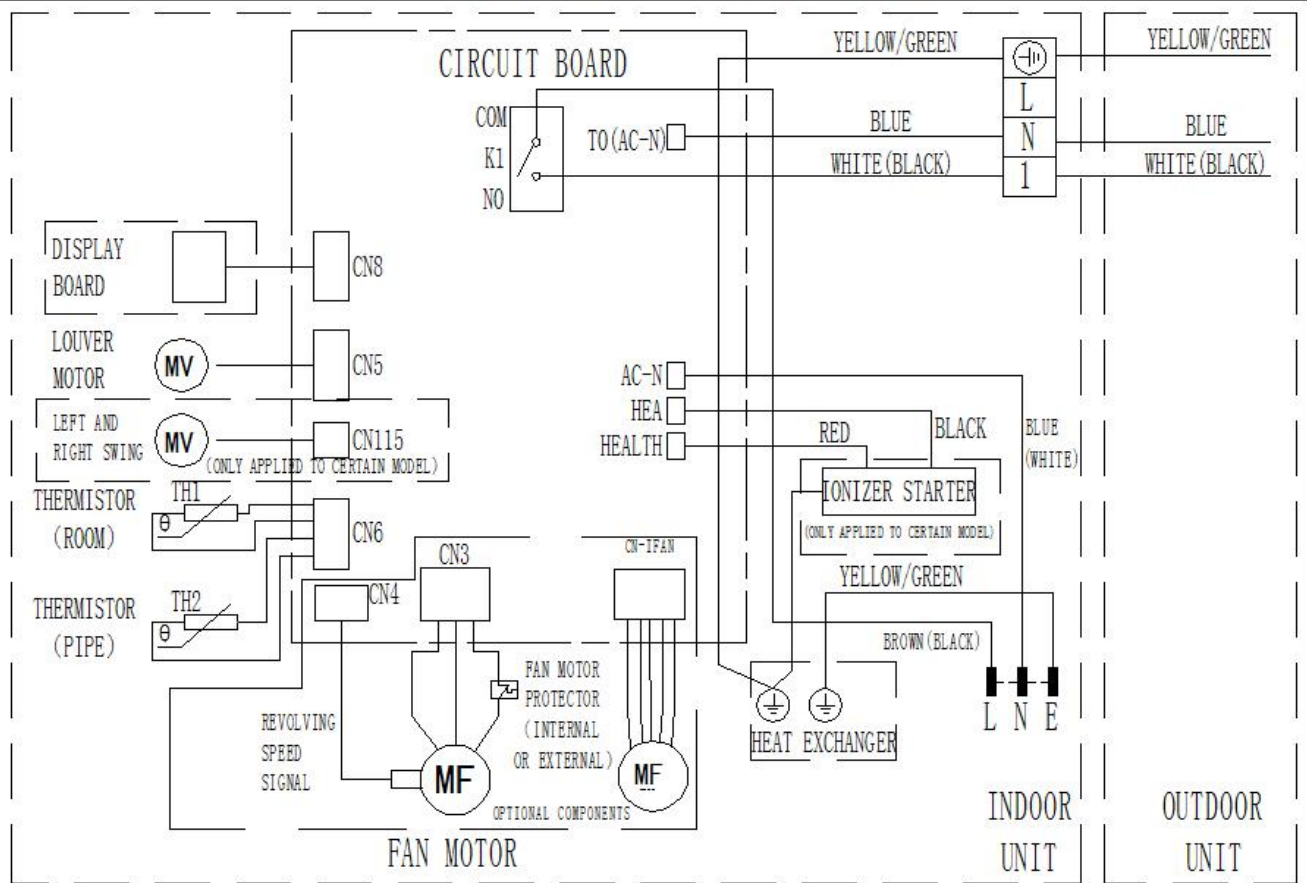 YELLOW/GREEN
YELLOW/GREEN
CIRCUIT BOARD
L
COM
K1
NO
TO(AC-N)
BLUE
N
BLUE
WHITE(BLACK)
1
WHITE(BLACK)
DISPLAY
BOARD
CN8
LOUVER
MOTOR
MV
CN5
LEFT AND
RIGHT SWING
MV
CN115
(ONLY APPLIED TO CERTAIN MODEL)
AC-N
HEA
HEALTH
RED
BLACK
BLUE
(WHITE)
IONIZER STARTER
(ONLY APPLIED TO CERTAIN MODEL)
THERMISTOR
(ROOM)
TH1
θ
CN6
THERMISTOR
(PIPE)
TH2
θ
CN4
CN3
CN-IFAN
YELLOW/GREEN
BROWN(BLACK)
FAN MOTOR
PROTECTOR
(INTERNAL
OR EXTERNAL)
REVOLVING
SPEED
SIGNAL
MF
MF
OPTIONAL COMPONENTS
HEAT EXCHANGER
L N E
FAN MOTOR
INDOOR
UNIT
OUTDOOR
UNIT